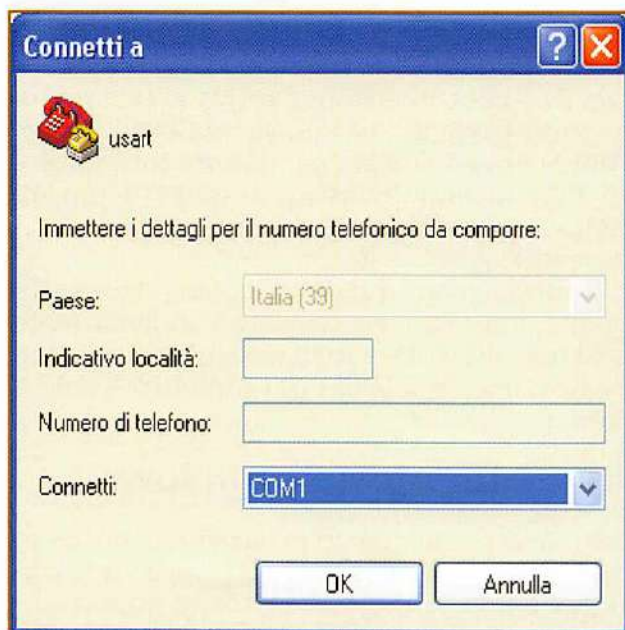 Connetti a
usart
Immettere i dettagli per il numero telefonico da comporre:
Paese: Italia (39)
Indicativo località:
Numero di telefono:
Connetti: COM1
OK Annulla